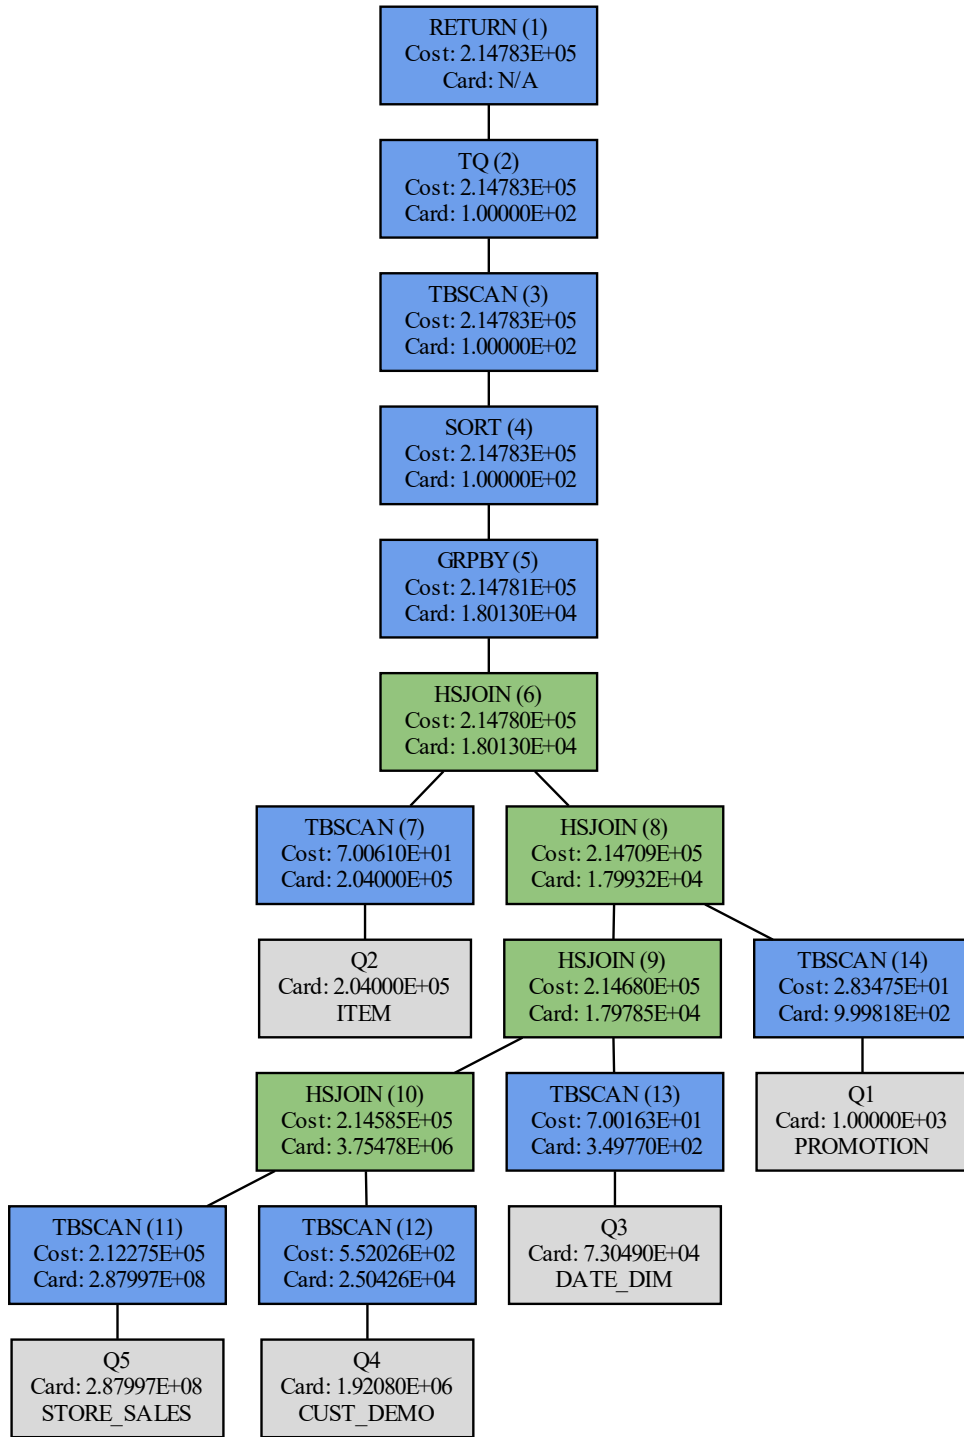 RETURN (1)
Cost: 2.14783E+05
Card: N/A
TQ (2)
Cost: 2.14783E+05
Card: 1.00000E+02
TBSCAN (3)
Cost: 2.14783E+05
Card: 1.00000E+02
SORT (4)
Cost: 2.14783E+05
Card: 1.00000E+02
GRPBY (5)
Cost: 2.14781E+05
Card: 1.80130E+04
HSJOIN (6)
Cost: 2.14780E+05
Card: 1.80130E+04
TBSCAN (7)
Cost: 7.00610E+01
Card: 2.04000E+05
HSJOIN (8)
Cost: 2.14709E+05
Card: 1.79932E+04
Q2
Card: 2.04000E+05
ITEM
HSJOIN (9)
Cost: 2.14680E+05
Card: 1.79785E+04
TBSCAN (14)
Cost: 2.83475E+01
Card: 9.99818E+02
HSJOIN (10)
Cost: 2.14585E+05
Card: 3.75478E+06
TBSCAN (13)
Cost: 7.00163E+01
Card: 3.49770E+02
Q1
Card: 1.00000E+03
PROMOTION
TBSCAN (11)
Cost: 2.12275E+05
Card: 2.87997E+08
TBSCAN (12)
Cost: 5.52026E+02
Card: 2.50426E+04
Q3
Card: 7.30490E+04
DATE_DIM
Q5
Card: 2.87997E+08
STORE_SALES
Q4
Card: 1.92080E+06
CUST_DEMO